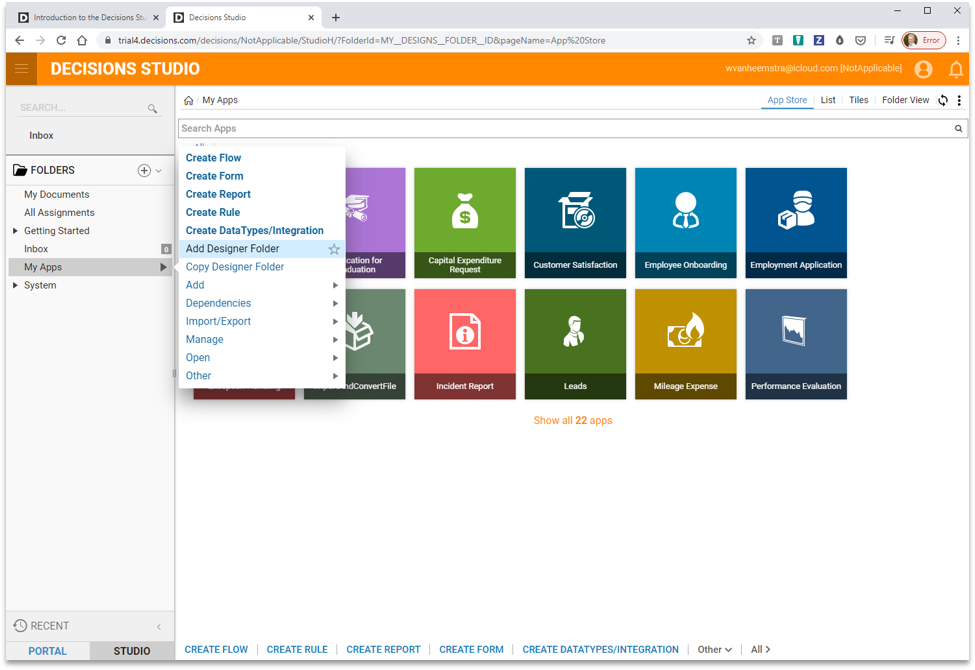 Introduction to the Decisions Stu
Decisions Studio
trial4.decisions.com/decisions/NotApplicable/StudioH/?FolderId=MY__DESIGNS__FOLDER_ID&pageName=App%20Store
Error
DECISIONS STUDIO
wvanheemstra@icloud.com [NotApplicable]
SEARCH...
Inbox
FOLDERS
My Documents
All Assignments
Getting Started
Inbox
0
My Apps
System
RECENT
PORTAL
STUDIO
/ My Apps
App Store
List
Tiles
Folder View
Search Apps
Create Flow
Create Form
Create Report
Create Rule
Create DataTypes/Integration
Add Designer Folder
Copy Designer Folder
Add
Dependencies
Import/Export
Manage
Open
Other
Capital Expenditure
Request
Customer Satisfaction
Employee Onboarding
Employment Application
Incident Report
Leads
Mileage Expense
Performance Evaluation
Show all 22 apps
CREATE FLOW
CREATE RULE
CREATE REPORT
CREATE FORM
CREATE DATATYPES/INTEGRATION
Other
All